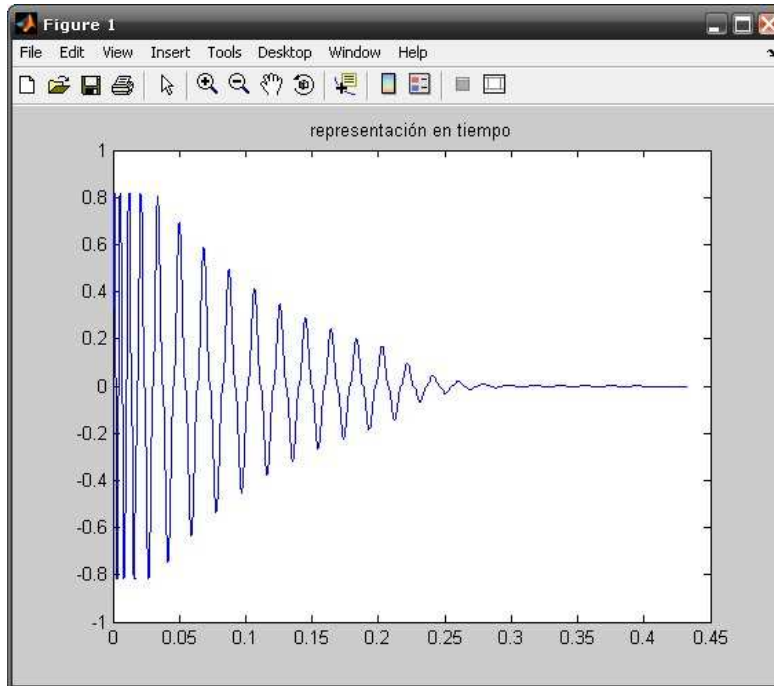 Figure 1
File Edit View Insert Tools Desktop Window Help
representación en tiempo
1
0.8
0.6
0.4
0.2
0
-0.2
-0.4
-0.6
-0.8
-1
0 0.05 0.1 0.15 0.2 0.25 0.3 0.35 0.4 0.45